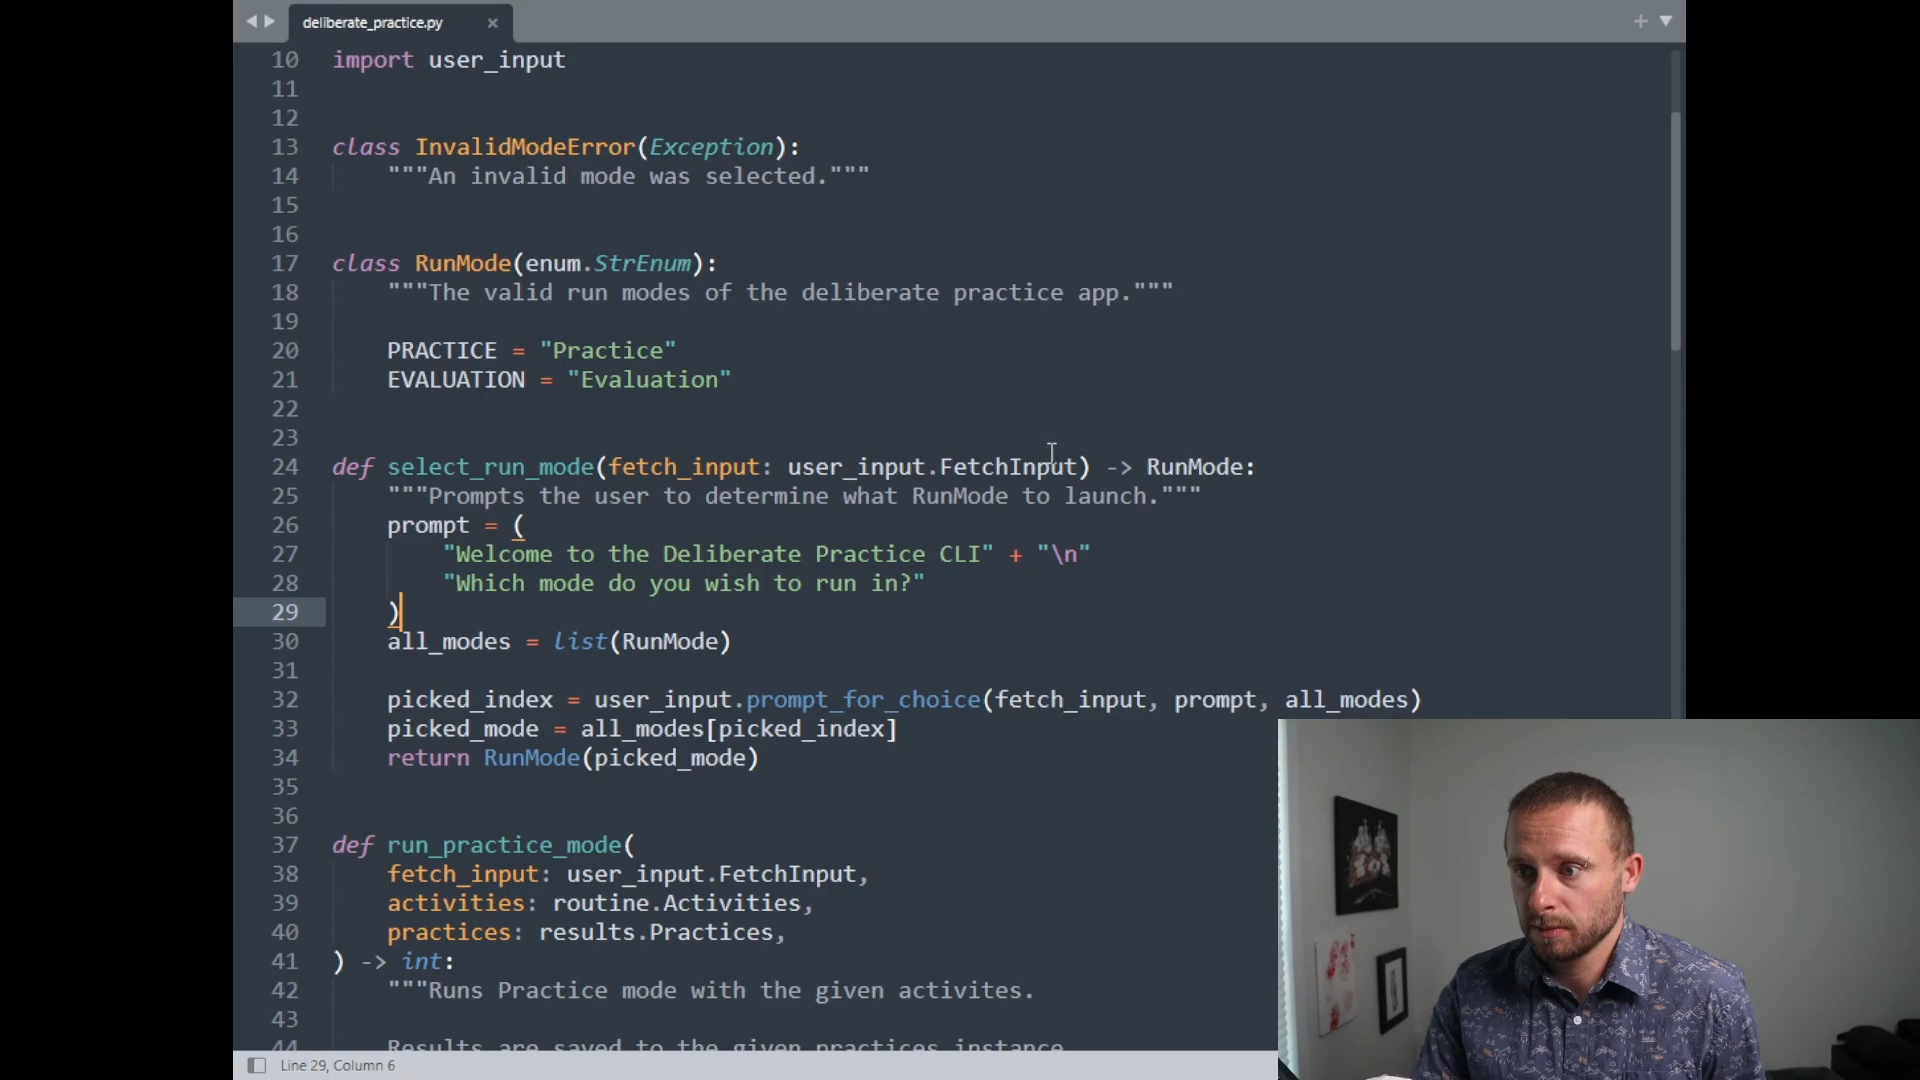 deliberate_practice.py
10 import user_input
11
12
13 class InvalidModeError(Exception):
14 """An invalid mode was selected."""
15
16
17 class RunMode(enum.StrEnum):
18 """The valid run modes of the deliberate practice app."""
19
20 PRACTICE = "Practice"
21 EVALUATION = "Evaluation"
22
23
24 def select_run_mode(fetch_input: user_input.FetchInput) -> RunMode:
25 """Prompts the user to determine what RunMode to launch."""
26 prompt = (
27 "Welcome to the Deliberate Practice CLI" + "\n"
28 "Which mode do you wish to run in?"
29 )
30 all_modes = list(RunMode)
31
32 picked_index = user_input.prompt_for_choice(fetch_input, prompt, all_modes)
33 picked_mode = all_modes[picked_index]
34 return RunMode(picked_mode)
35
36
37 def run_practice_mode(
38 fetch_input: user_input.FetchInput,
39 activities: routine.Activities,
40 practices: results.Practices,
41 ) -> int:
42 """Runs Practice mode with the given activites.
43
44 Results are saved to the given practices instance
Line 29, Column 6